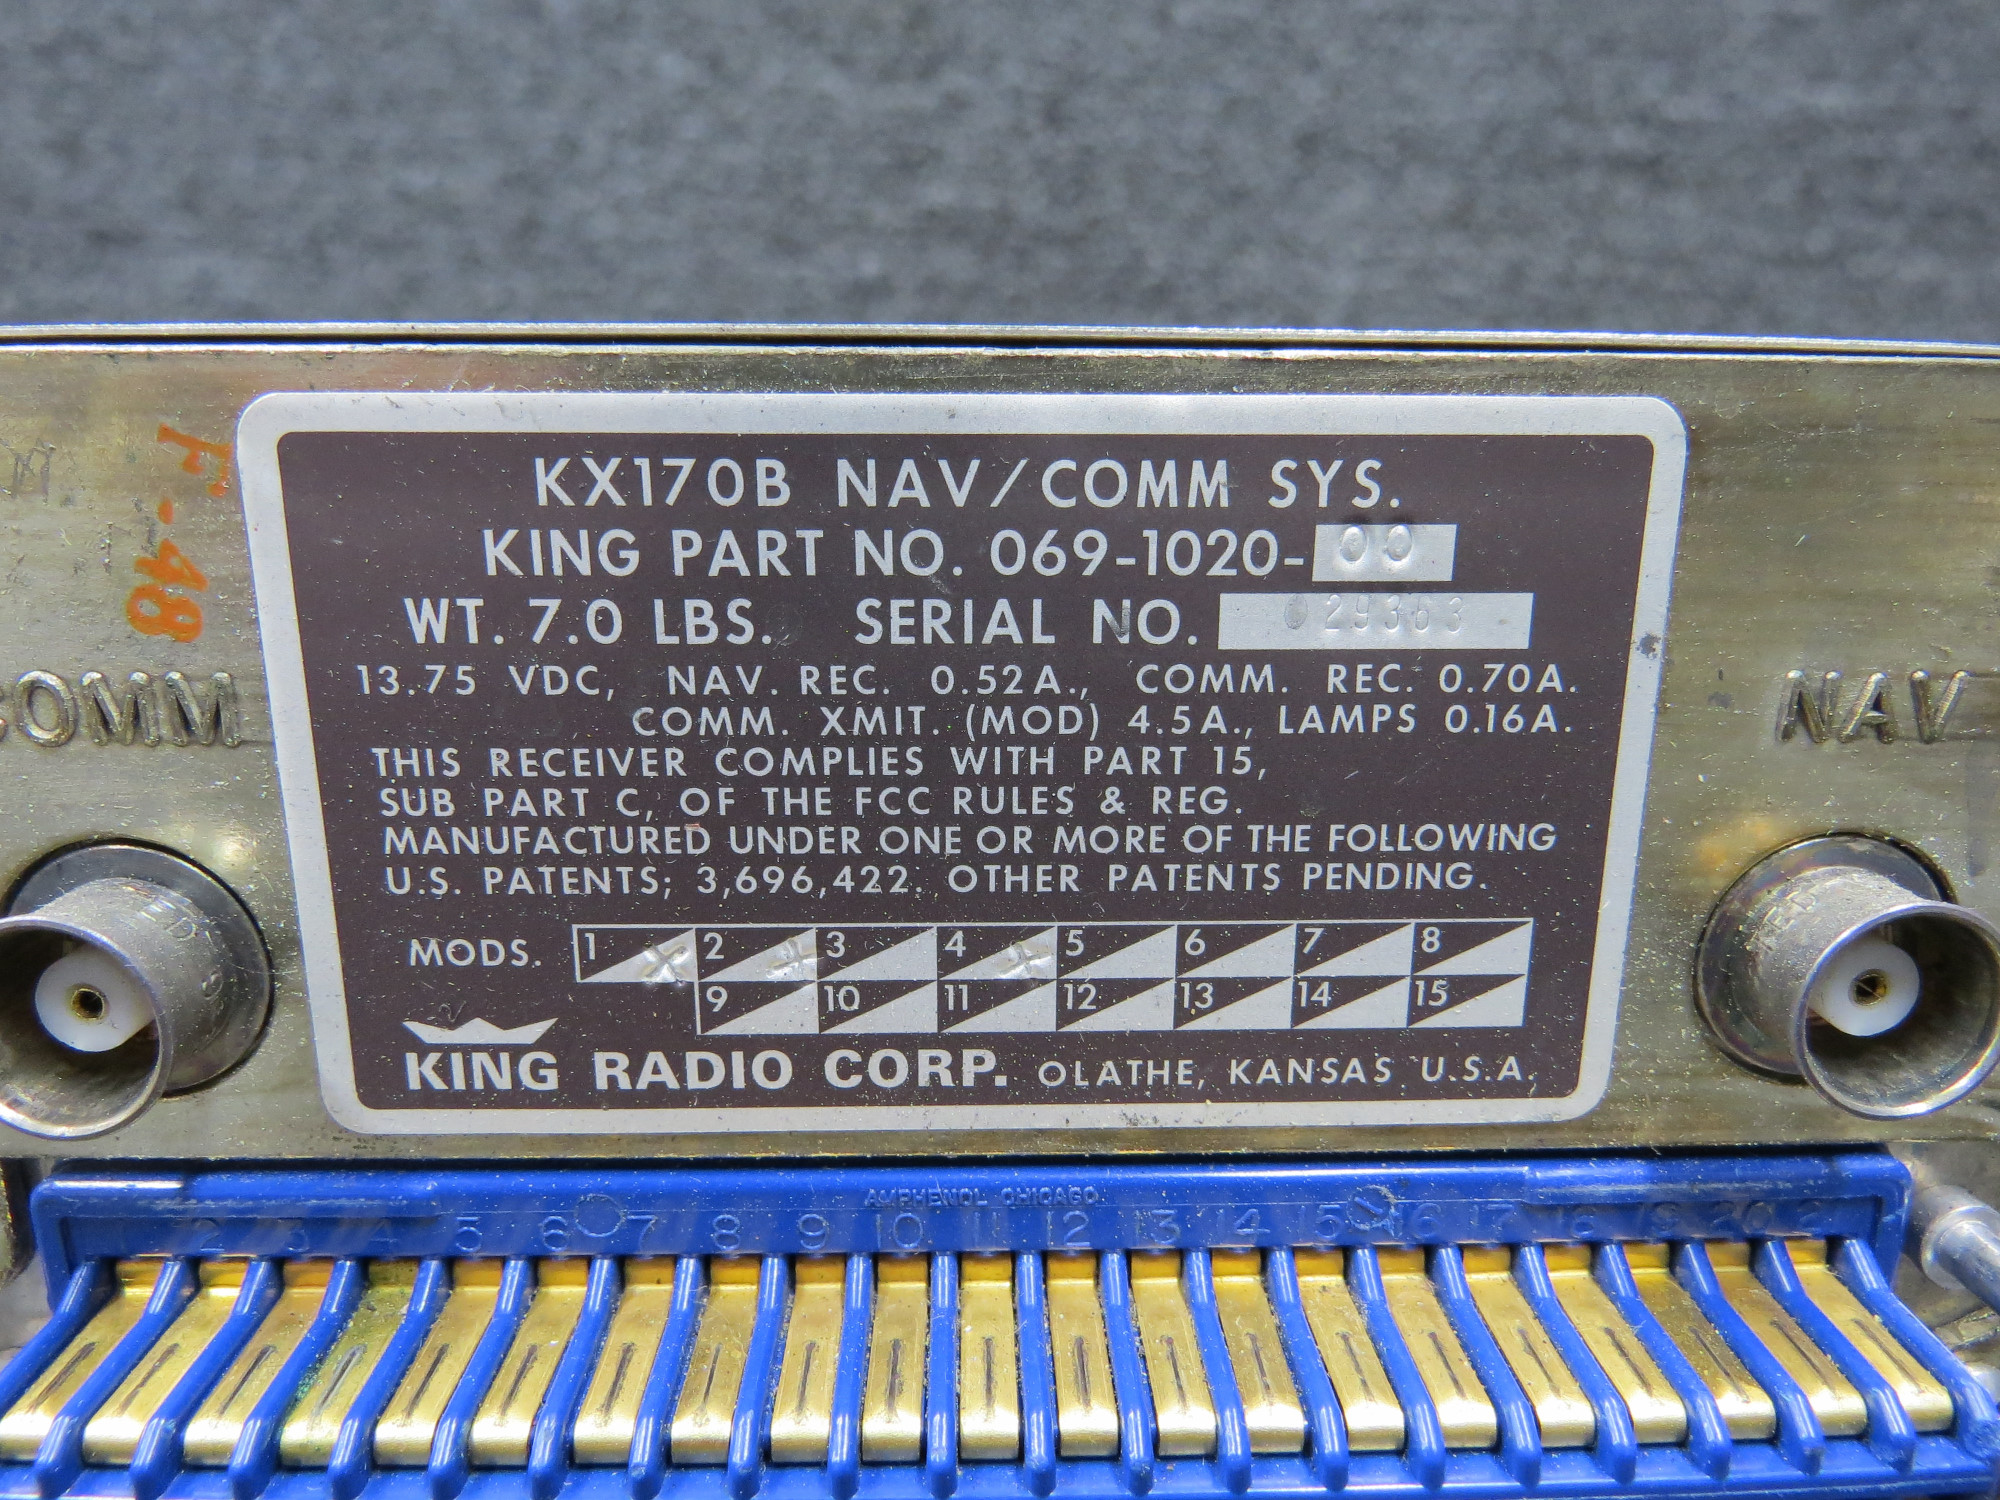 KX170B NAV/COMM SYS.
KING PART NO. 069-1020-00
WT. 7.0 LBS. SERIAL NO. 029363
13.75 VDC, NAV. REC. 0.52A., COMM. REC. 0.70A.
COMM. XMIT. (MOD) 4.5A., LAMPS 0.16A.
THIS RECEIVER COMPLIES WITH PART 15,
SUB PART C, OF THE FCC RULES & REG.
MANUFACTURED UNDER ONE OR MORE OF THE FOLLOWING
U.S. PATENTS; 3,696,422. OTHER PATENTS PENDING.
MODS. 1 2 3 4 5 6 7 8
9 10 11 12 13 14 15
KING RADIO CORP. OLATHE, KANSAS U.S.A.
F-48
COMM
NAV
AMPHENOL CHICAGO
1 2 3 4 5 6 7 8 9 10 11 12 13 14 15 16 17 18 19 20 21